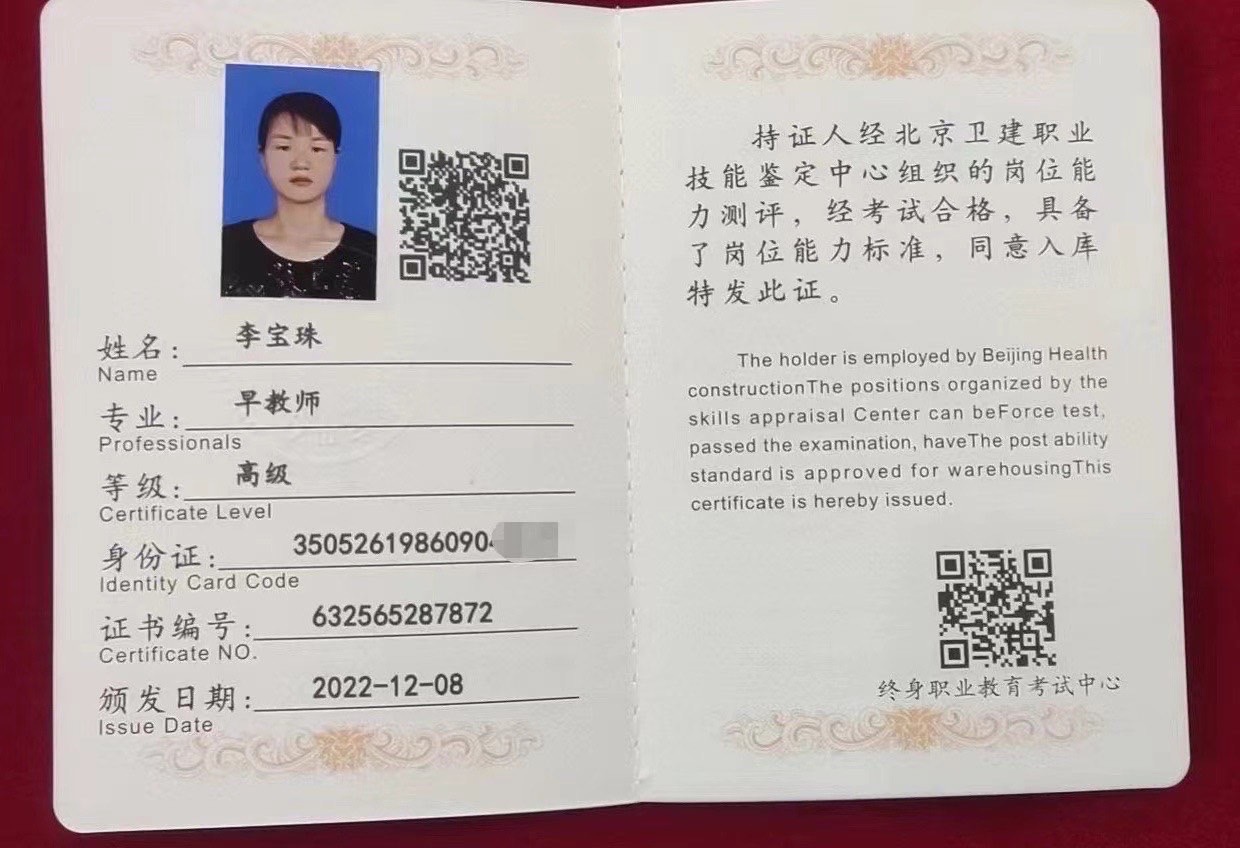 姓名: 李宝珠
Name
专业: 早教师
Professionals
等级: 高级
Certificate Level
身份证: 35052619860904
Identity Card Code
证书编号: 632565287872
Certificate NO.
颁发日期: 2022-12-08
Issue Date
持证人经北京卫建职业
技能鉴定中心组织的岗位能
力测评，经考试合格，具备
了岗位能力标准，同意入库
特发此证。
The holder is employed by Beijing Health
constructionThe positions organized by the
skills appraisal Center can beForce test,
passed the examination, haveThe post ability
standard is approved for warehousingThis
certificate is hereby issued.
终身职业教育考试中心